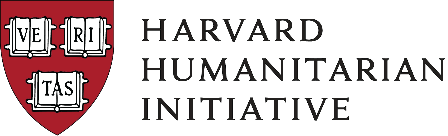 VE RI
TAS
HARVARD
HUMANITARIAN
INITIATIVE